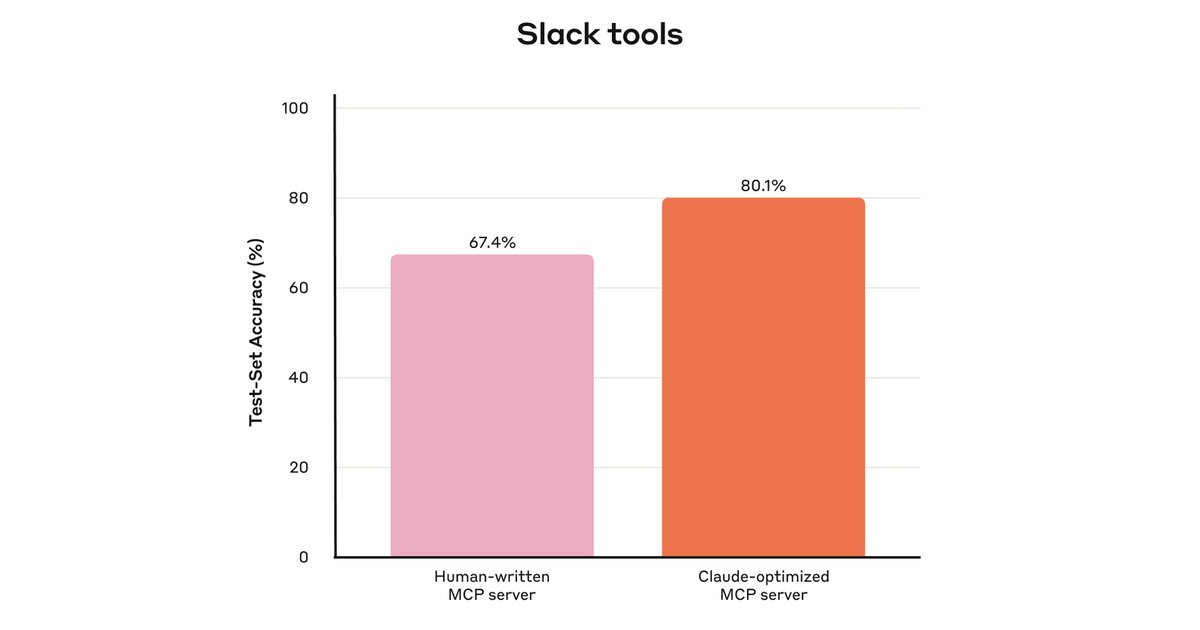 Slack tools
Test-Set Accuracy (%)
100
80
60
40
20
0
67.4%
80.1%
Human-written
MCP server
Claude-optimized
MCP server